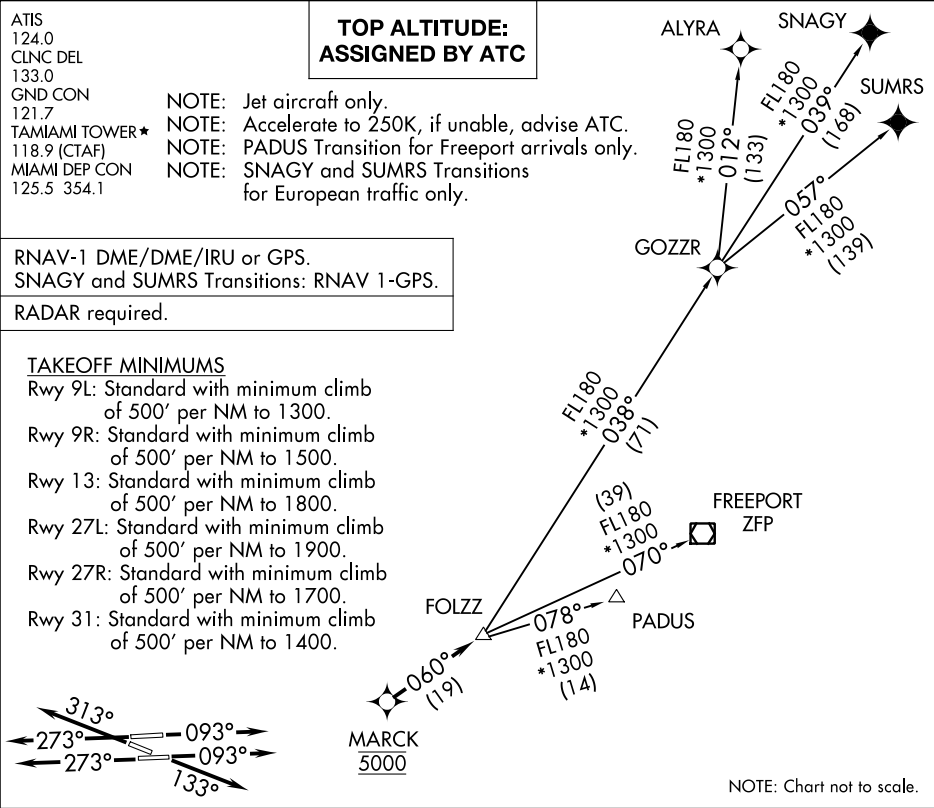 ATIS
124.0
CLNC DEL
133.0
GND CON
121.7
TAMIAMI TOWER★
118.9 (CTAF)
MIAMI DEP CON
125.5 354.1
TOP ALTITUDE:
ASSIGNED BY ATC
NOTE: Jet aircraft only.
NOTE: Accelerate to 250K, if unable, advise ATC.
NOTE: PADUS Transition for Freeport arrivals only.
NOTE: SNAGY and SUMRS Transitions
for European traffic only.
RNAV-1 DME/DME/IRU or GPS.
SNAGY and SUMRS Transitions: RNAV 1-GPS.
RADAR required.
TAKEOFF MINIMUMS
Rwy 9L: Standard with minimum climb
of 500' per NM to 1300.
Rwy 9R: Standard with minimum climb
of 500' per NM to 1500.
Rwy 13: Standard with minimum climb
of 500' per NM to 1800.
Rwy 27L: Standard with minimum climb
of 500' per NM to 1900.
Rwy 27R: Standard with minimum climb
of 500' per NM to 1700.
Rwy 31: Standard with minimum climb
of 500' per NM to 1400.
ALYRA
SNAGY
SUMRS
FL180
*1300
012°
(133)
FL180
*1300
039°
(168)
057°
FL180
*1300
(139)
GOZZR
FL180
*1300
038°
(71)
(39)
FL180
*1300
070°
FREEPORT
ZFP
FOLZZ
078°
FL180
*1300
(14)
PADUS
060°
(19)
MARCK
5000
313°
273°
093°
273°
093°
133°
NOTE: Chart not to scale.